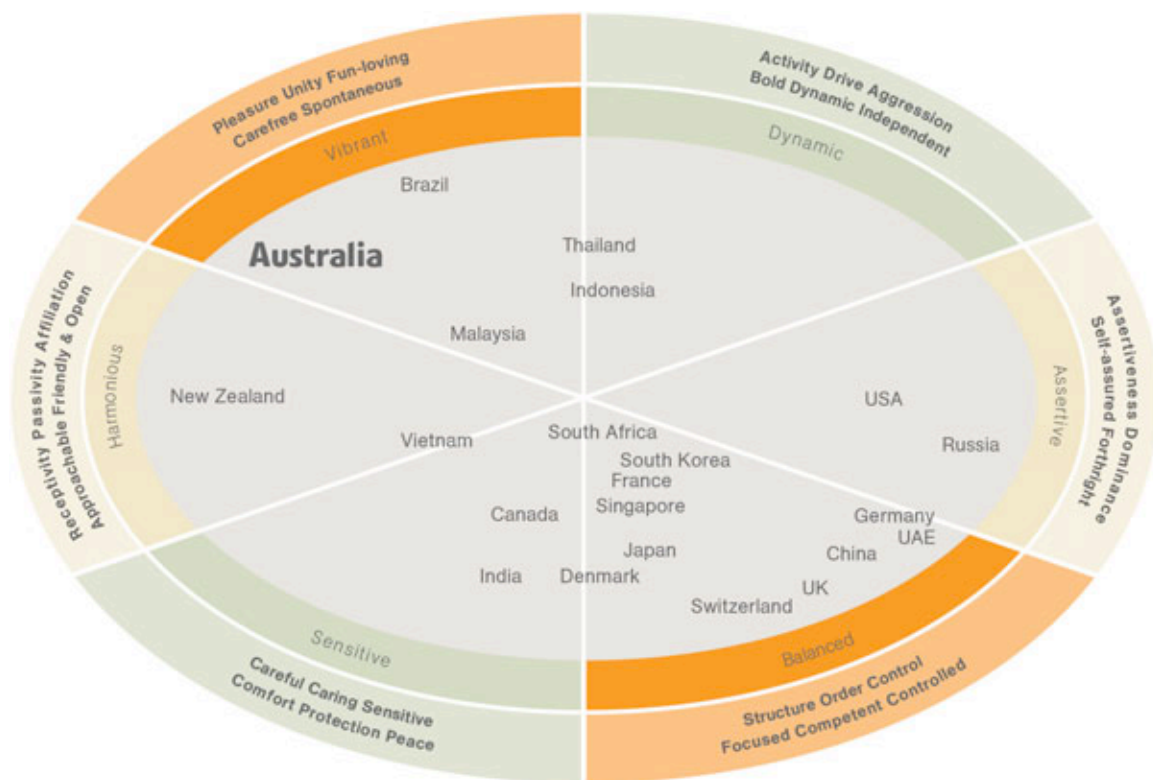 Pleasure Unity Fun-loving
Carefree Spontaneous
Vibrant
Activity Drive Aggression
Bold Dynamic Independent
Dynamic
Brazil
Australia
Thailand
Indonesia
Malaysia
Receptivity Passivity Affiliation
Approachable Friendly & Open
Harmonious
New Zealand
Vietnam
Assertiveness Dominance
Self-assured Forthright
Assertive
USA
Russia
South Africa
South Korea
France
Singapore
Canada
Germany
UAE
Japan
China
India
Denmark
UK
Switzerland
Sensitive
Careful Caring Sensitive
Comfort Protection Peace
Balanced
Structure Order Control
Focused Competent Controlled